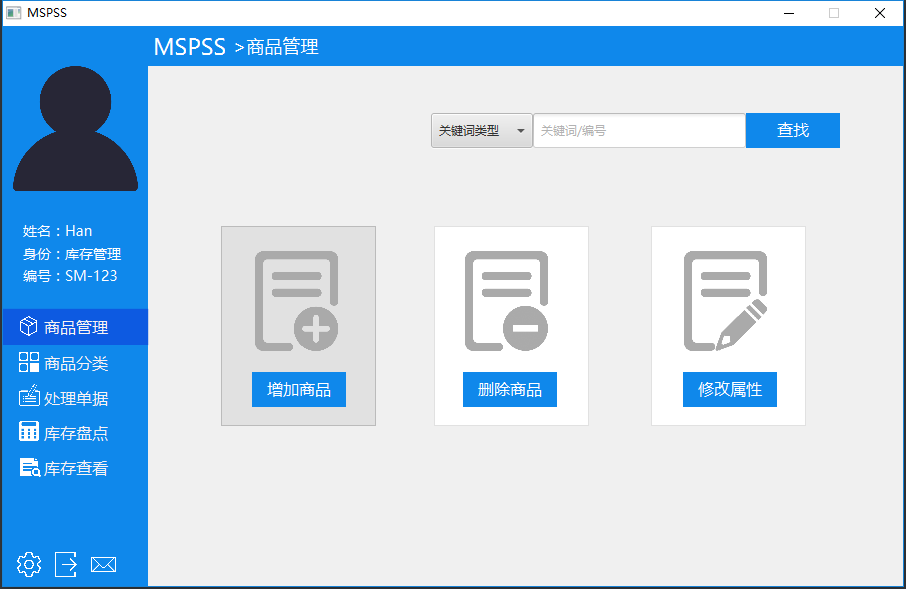 MSPSS
MSPSS >商品管理
关键词类型 关键词/编号 查找
姓名：Han
身份：库存管理
编号：SM-123
商品管理
商品分类
处理单据
库存盘点
库存查看
增加商品 删除商品 修改属性